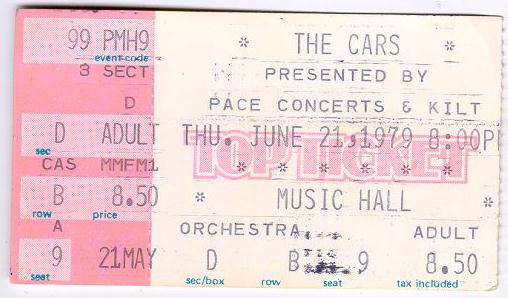 99 PMH9 * THE CARS *
event-code
3 SECT PRESENTED BY
D PACE CONCERTS & KILT
D ADULT THU. JUNE 21,1979 8:00P
sec
TOP TICKET
CAS MMFM1 * * * * * *
B 8.50 * MUSIC HALL *
row price
A ORCHESTRA ADULT
9 21MAY D B 9 8.50
seat sec/box row seat tax included